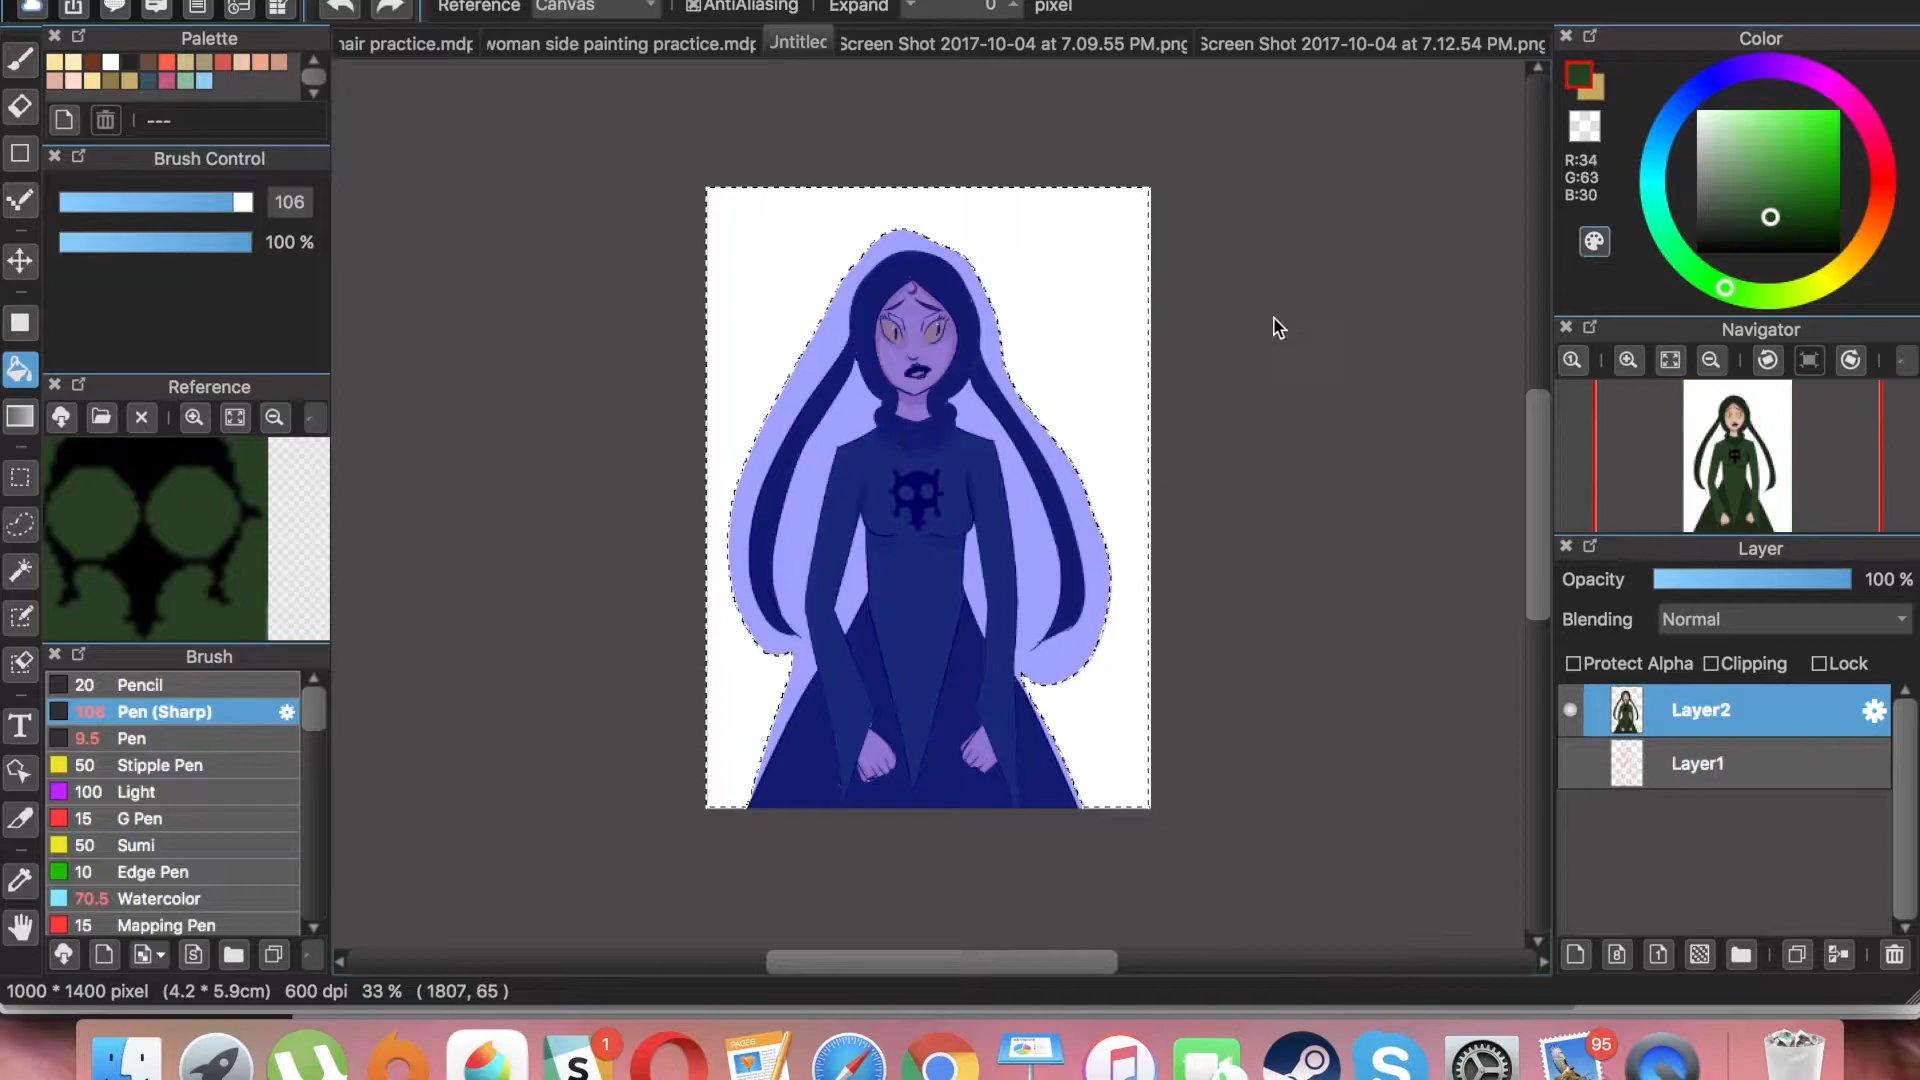 Reference Canvas AntiAliasing Expand 0 pixel
Palette
hair practice.mdp woman side painting practice.mdp Untitled Screen Shot 2017-10-04 at 7.09.55 PM.png Screen Shot 2017-10-04 at 7.12.54 PM.png
Color
---
Brush Control
106
100 %
R:34
G:63
B:30
Navigator
Reference
Layer
Opacity 100 %
Blending Normal
Protect Alpha Clipping Lock
Layer2
Layer1
Brush
20 Pencil
106 Pen (Sharp)
9.5 Pen
50 Stipple Pen
100 Light
15 G Pen
50 Sumi
10 Edge Pen
70.5 Watercolor
15 Mapping Pen
1000 * 1400 pixel (4.2 * 5.9cm) 600 dpi 33 % ( 1807, 65 )
1
PAGES
95